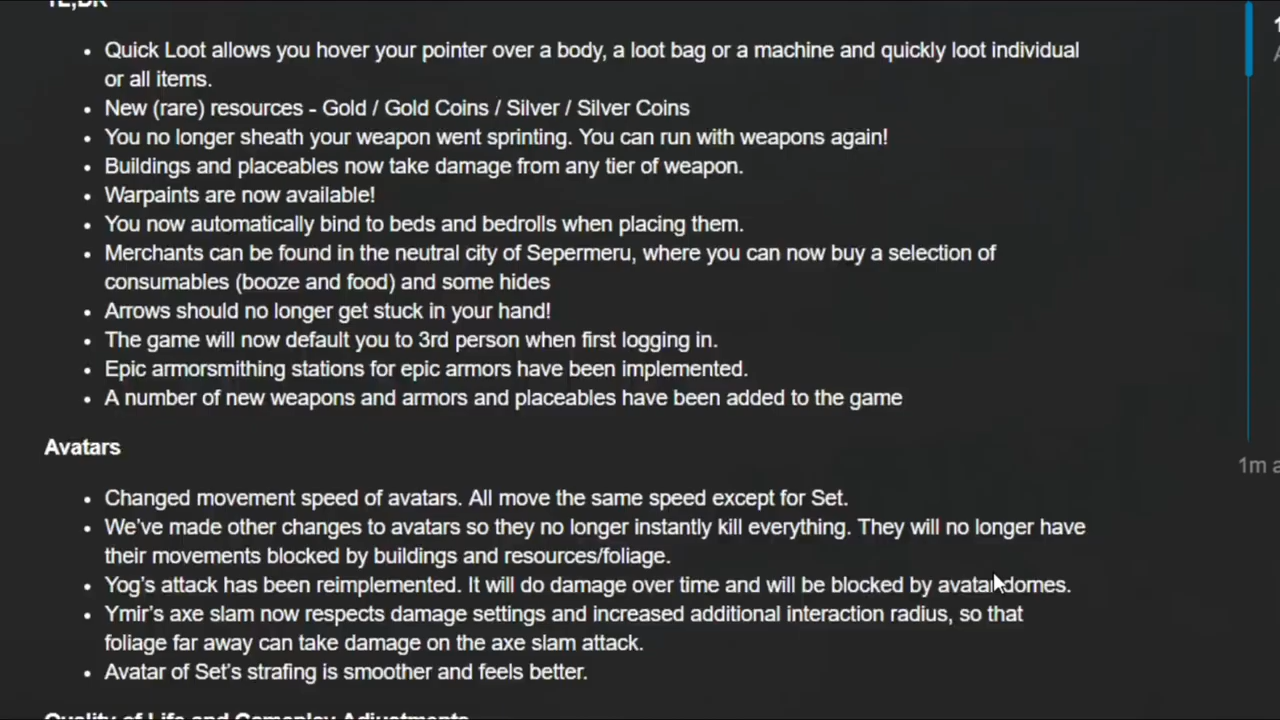 TL;DR
Quick Loot allows you hover your pointer over a body, a loot bag or a machine and quickly loot individual
or all items.
New (rare) resources - Gold / Gold Coins / Silver / Silver Coins
You no longer sheath your weapon went sprinting. You can run with weapons again!
Buildings and placeables now take damage from any tier of weapon.
Warpaints are now available!
You now automatically bind to beds and bedrolls when placing them.
Merchants can be found in the neutral city of Sepermeru, where you can now buy a selection of
consumables (booze and food) and some hides
Arrows should no longer get stuck in your hand!
The game will now default you to 3rd person when first logging in.
Epic armorsmithing stations for epic armors have been implemented.
A number of new weapons and armors and placeables have been added to the game
Avatars
Changed movement speed of avatars. All move the same speed except for Set.
We've made other changes to avatars so they no longer instantly kill everything. They will no longer have
their movements blocked by buildings and resources/foliage.
Yog's attack has been reimplemented. It will do damage over time and will be blocked by avatar domes.
Ymir's axe slam now respects damage settings and increased additional interaction radius, so that
foliage far away can take damage on the axe slam attack.
Avatar of Set's strafing is smoother and feels better.
Quality of Life and Gameplay Adjustments
1m